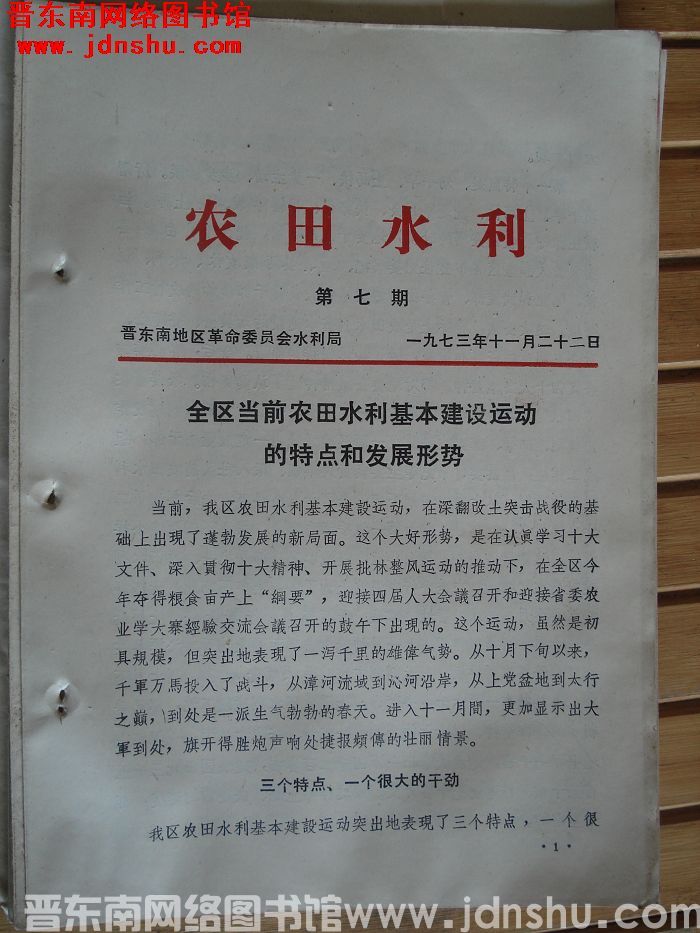 晋东南网络图书馆
www.jdnshu.com
农田水利
第七期
晋东南地区革命委员会水利局 一九七三年十一月二十二日
全区当前农田水利基本建设运动
的特点和发展形势
当前，我区农田水利基本建設运动，在深翻改土突击战役的基
础上出現了蓬勃发展的新局面。这个大好形势，是在认眞学习十大
文件、深入貫彻十大精神、开展批林整风运动的推动下，在全区今
年夺得粮食亩产上“綱要”，迎接四届人大会議召开和迎接省委农
业学大寨經驗交流会議召开的鼓午下出現的。这个运动，虽然是初
具規模，但突出地表現了一泻千里的雄偉气势。从十月下旬以来，
千軍万馬投入了战斗，从漳河流域到沁河沿岸，从上党盆地到太行
之巔，到处是一派生气勃勃的春天。进入十一月間，更加显示出大
軍到处，旗开得胜炮声响处捷报頻傳的壮丽情景。
三个特点、一个很大的干劲
我区农田水利基本建設运动突出地表現了三个特点，一个很
·1·
晋东南网络图书馆www.jdnshu.com